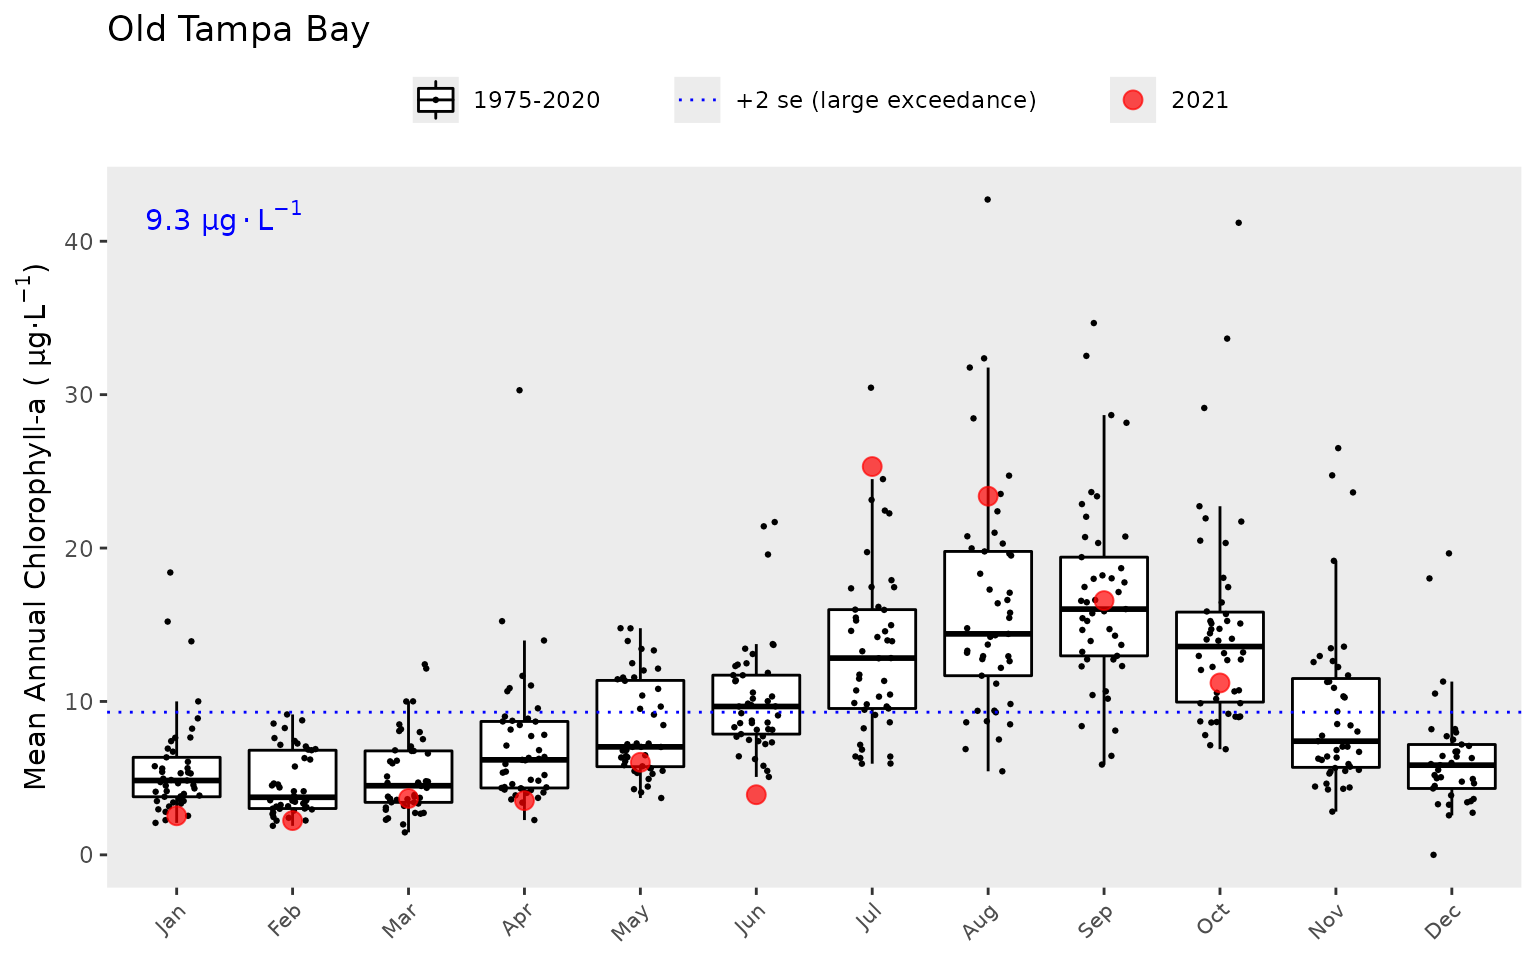 Old Tampa Bay
1975-2020
+2 se (large exceedance)
2021
9.3 μg·L⁻¹
Mean Annual Chlorophyll-a ( μg·L⁻¹)
40
30
20
10
0
Jan
Feb
Mar
Apr
May
Jun
Jul
Aug
Sep
Oct
Nov
Dec